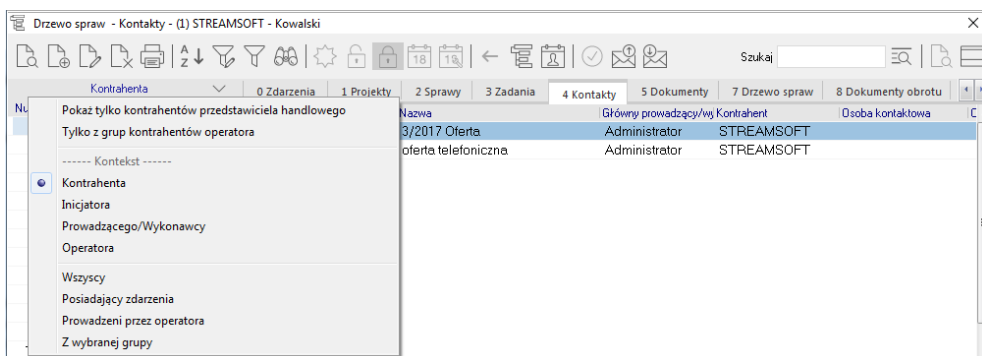 Drzewo spraw - Kontakty - (1) STREAMSOFT - Kowalski
18 18 Szukaj
Kontrahenta 0 Zdarzenia 1 Projekty 2 Sprawy 3 Zadania 4 Kontakty 5 Dokumenty 7 Drzewo spraw 8 Dokumenty obrotu
Nu Nazwa Główny prowadzący/wy Kontrahent Osoba kontaktowa
Pokaż tylko kontrahentów przedstawiciela handlowego
3/2017 Oferta Administrator STREAMSOFT
Tylko z grup kontrahentów operatora
oferta telefoniczna Administrator STREAMSOFT
------ Kontekst ------
Kontrahenta
Inicjatora
Prowadzącego/Wykonawcy
Operatora
Wszyscy
Posiadający zdarzenia
Prowadzeni przez operatora
Z wybranej grupy